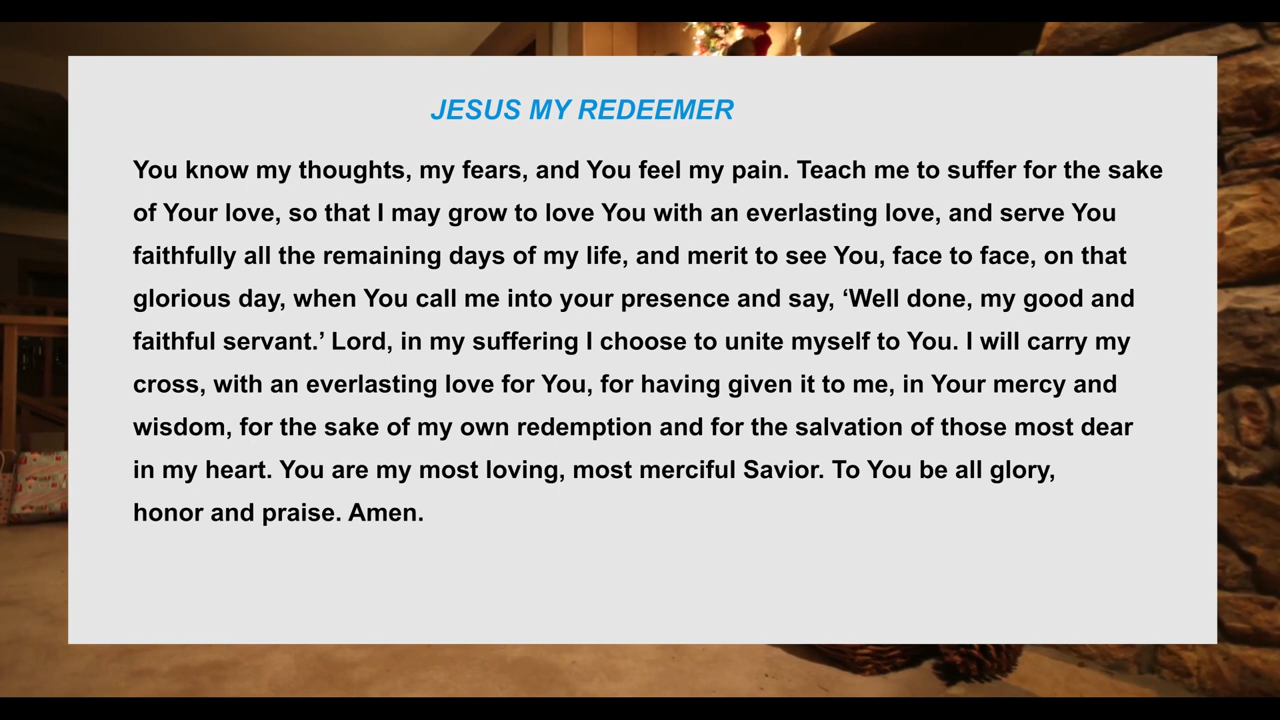 JESUS MY REDEEMER
You know my thoughts, my fears, and You feel my pain. Teach me to suffer for the sake
of Your love, so that I may grow to love You with an everlasting love, and serve You
faithfully all the remaining days of my life, and merit to see You, face to face, on that
glorious day, when You call me into your presence and say, ‘Well done, my good and
faithful servant.’ Lord, in my suffering I choose to unite myself to You. I will carry my
cross, with an everlasting love for You, for having given it to me, in Your mercy and
wisdom, for the sake of my own redemption and for the salvation of those most dear
in my heart. You are my most loving, most merciful Savior. To You be all glory,
honor and praise. Amen.